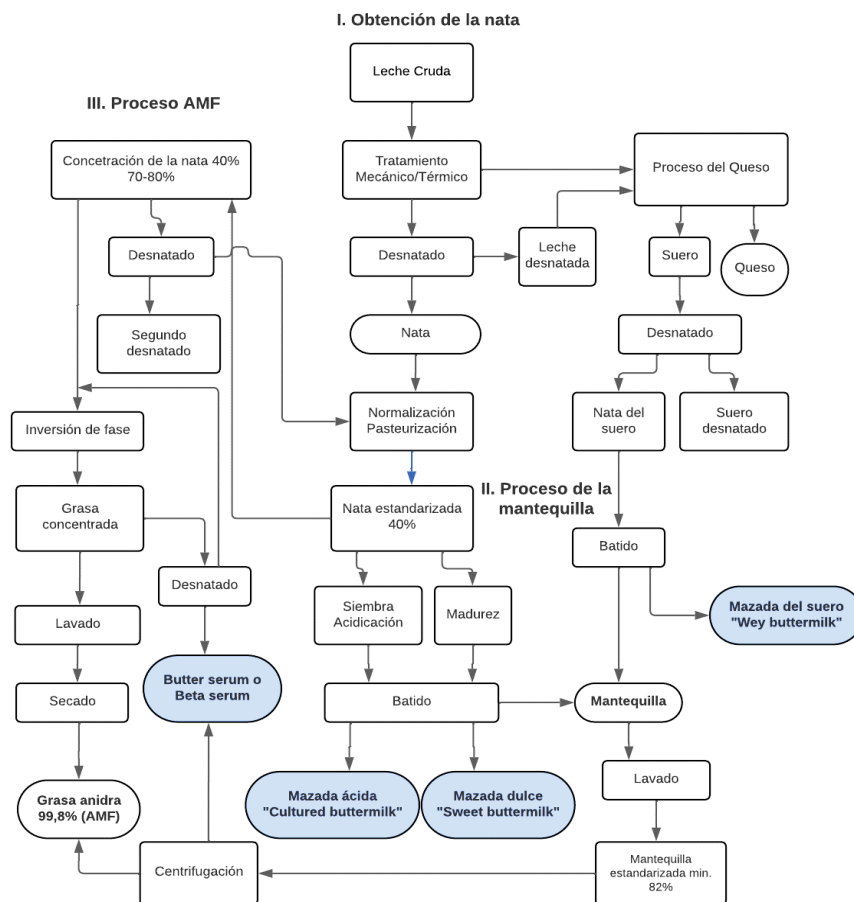 I. Obtención de la nata
Leche Cruda
III. Proceso AMF
Concetración de la nata 40%
70-80%
Tratamiento
Mecánico/Térmico
Proceso del Queso
Desnatado
Desnatado
Leche
desnatada
Suero
Queso
Segundo
desnatado
Nata
Desnatado
Inversión de fase
Normalización
Pasteurización
Nata del
suero
Suero
desnatado
II. Proceso de la
mantequilla
Grasa
concentrada
Nata estandarizada
40%
Batido
Desnatado
Siembra
Acidicación
Madurez
Mazada del suero
"Wey buttermilk"
Lavado
Butter serum o
Beta serum
Secado
Batido
Mantequilla
Lavado
Grasa anidra
99,8% (AMF)
Mazada ácida
"Cultured buttermilk"
Mazada dulce
"Sweet buttermilk"
Centrifugación
Mantequilla
estandarizada min.
82%